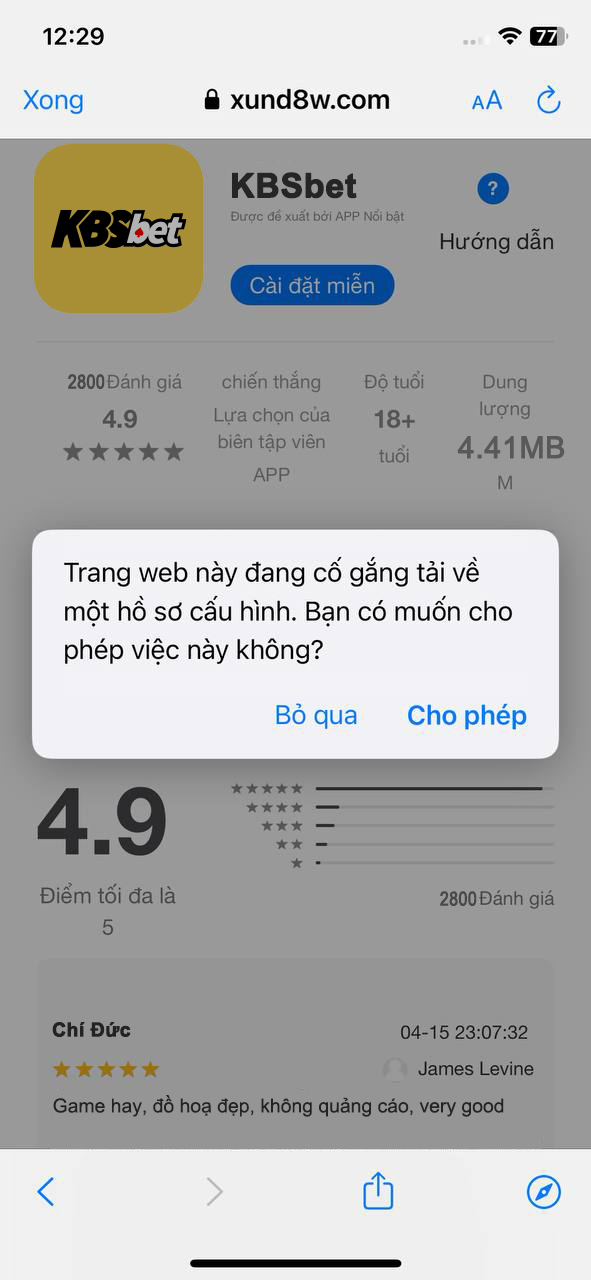 12:29
77
Xong
xund8w.com
AA
KBSbet
KBSbet
?
Được đề xuất bởi APP Nổi bật
Hướng dẫn
Cài đặt miễn
2800 Đánh giá
4.9
chiến thắng
Lựa chọn của
biên tập viên
APP
Độ tuổi
18+
tuổi
Dung
lượng
4.41MB
M
Trang web này đang cố gắng tải về
một hồ sơ cấu hình. Bạn có muốn cho
phép việc này không?
Bỏ qua
Cho phép
4.9
Điểm tối đa là
5
2800 Đánh giá
Chí Đức
04-15 23:07:32
James Levine
Game hay, đồ hoạ đẹp, không quảng cáo, very good